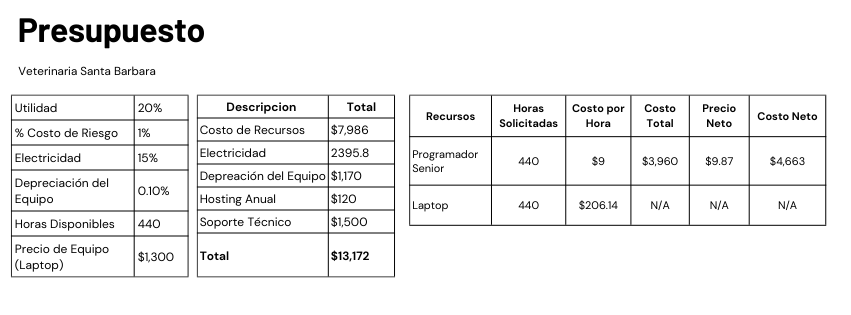 Presupuesto
Veterinaria Santa Barbara
Utilidad 20%
% Costo de Riesgo 1%
Electricidad 15%
Depreciación del
Equipo 0.10%
Horas Disponibles 440
Precio de Equipo
(Laptop) $1,300
Descripcion Total
Costo de Recursos $7,986
Electricidad 2395.8
Depreación del Equipo $1,170
Hosting Anual $120
Soporte Técnico $1,500
Total $13,172
Recursos Horas Solicitadas Costo por Hora Costo Total Precio Neto Costo Neto
Programador Senior 440 $9 $3,960 $9.87 $4,663
Laptop 440 $206.14 N/A N/A N/A